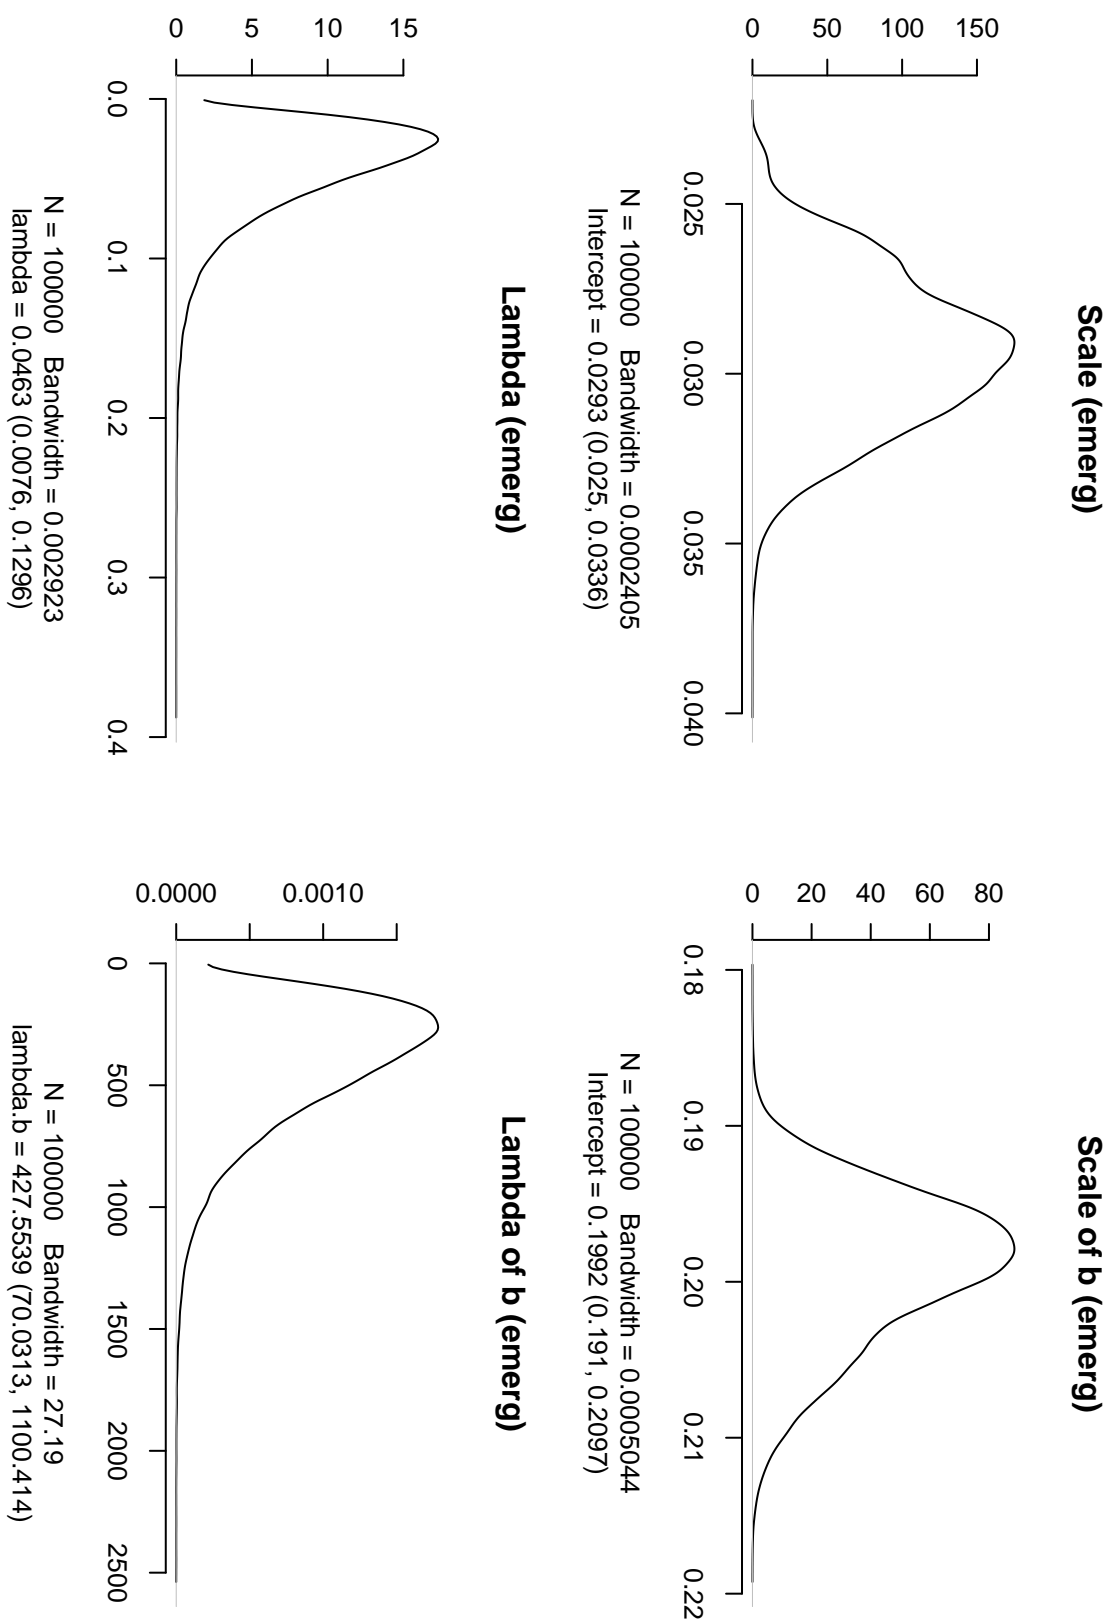 Scale (emerg)
0 50 100 150
0.025 0.030 0.035 0.040
N = 100000 Bandwidth = 0.0002405
Intercept = 0.0293 (0.025, 0.0336)
Scale of b (emerg)
0 20 40 60 80
0.18 0.19 0.20 0.21 0.22
N = 100000 Bandwidth = 0.0005044
Intercept = 0.1992 (0.191, 0.2097)
Lambda (emerg)
0 5 10 15
0.0 0.1 0.2 0.3 0.4
N = 100000 Bandwidth = 0.002923
lambda = 0.0463 (0.0076, 0.1296)
Lambda of b (emerg)
0.0000 0.0010
0 500 1000 1500 2000 2500
N = 100000 Bandwidth = 27.19
lambda.b = 427.5539 (70.0313, 1100.414)